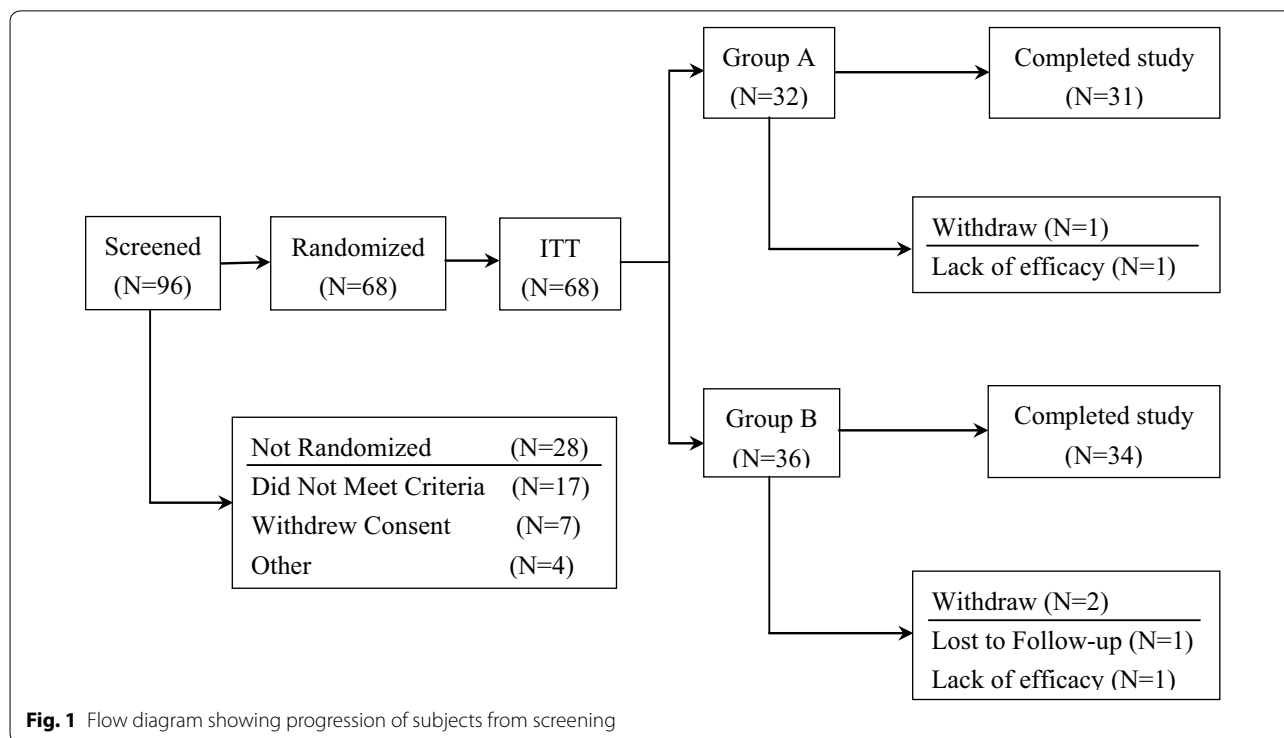 Screened
(N=96)
Randomized
(N=68)
ITT
(N=68)
Group A
(N=32)
Completed study
(N=31)
Withdraw (N=1)
Lack of efficacy (N=1)
Group B
(N=36)
Completed study
(N=34)
Withdraw (N=2)
Lost to Follow-up (N=1)
Lack of efficacy (N=1)
Not Randomized (N=28)
Did Not Meet Criteria (N=17)
Withdrew Consent (N=7)
Other (N=4)
Fig. 1 Flow diagram showing progression of subjects from screening